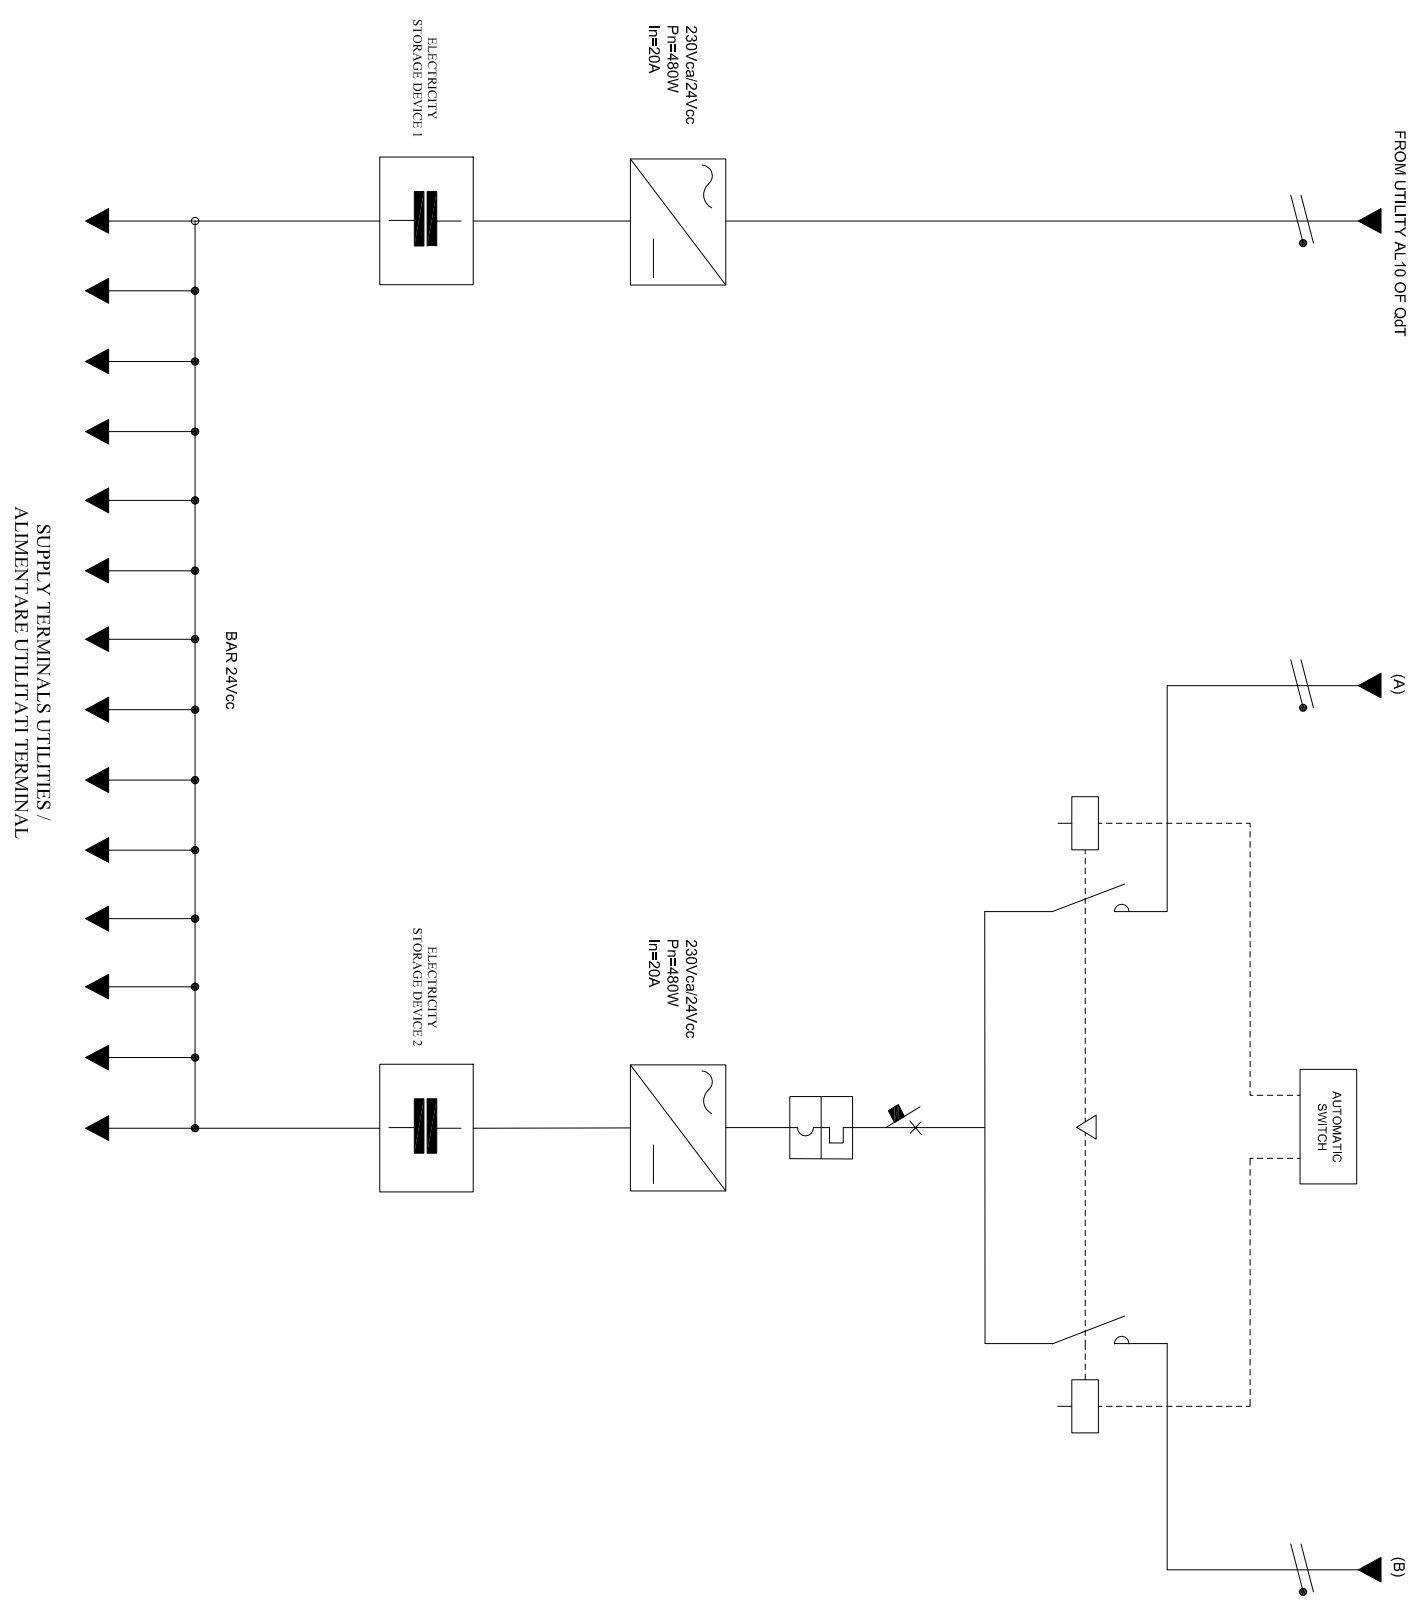 FROM UTILITY AL10 OF QdT
(A)
(B)
AUTOMATIC
SWITCH
230Vca/24Vcc
Pn=480W
In=20A
230Vca/24Vcc
Pn=480W
In=20A
ELECTRICITY
STORAGE DEVICE 1
ELECTRICITY
STORAGE DEVICE 2
BAR 24Vcc
SUPPLY TERMINALS UTILITIES /
ALIMENTARE UTILITATI TERMINAL